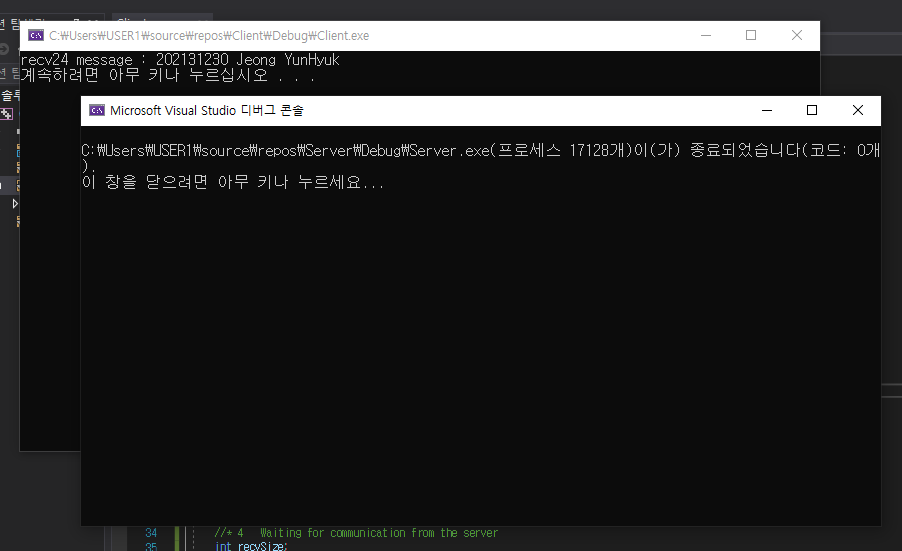 C:\Users\USER1\source\repos\Client\Debug\Client.exe
recv24 message : 202131230 Jeong YunHyuk
계속하려면 아무 키나 누르십시오 . . .
Microsoft Visual Studio 디버그 콘솔
C:\Users\USER1\source\repos\Server\Debug\Server.exe(프로세스 17128개)이(가) 종료되었습니다(코드: 0개
).
이 창을 닫으려면 아무 키나 누르세요...
34 //* 4 Waiting for communication from the server
35 int recvSize;